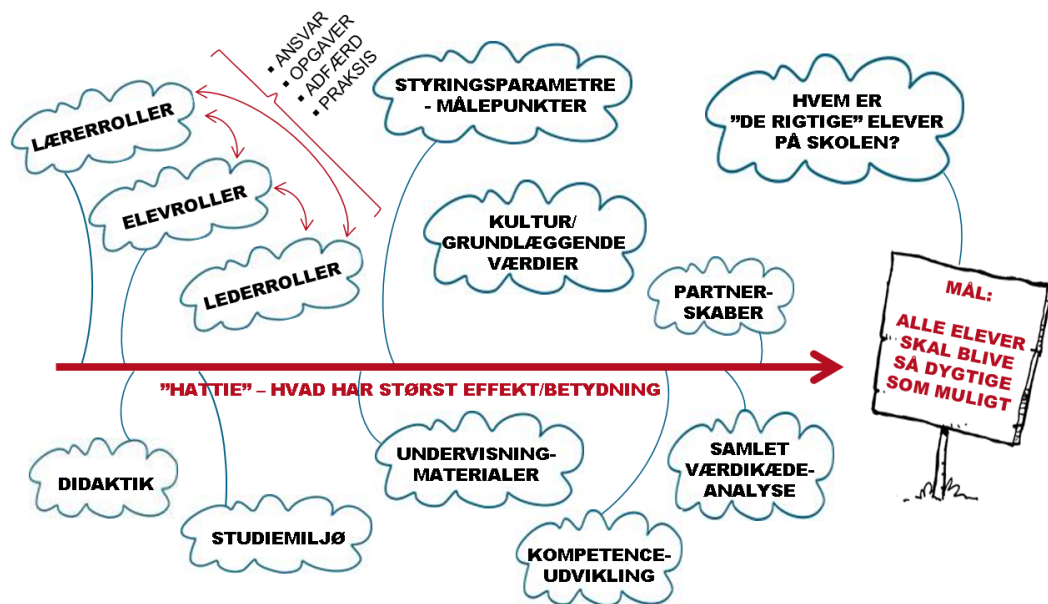 ▪ ANSVAR
▪ OPGAVER
▪ ADFÆRD
▪ PRAKSIS
LÆRERROLLER
ELEVROLLER
LEDERROLLER
STYRINGSPARAMETRE
- MÅLEPUNKTER
KULTUR/
GRUNDLÆGGENDE
VÆRDIER
HVEM ER
”DE RIGTIGE” ELEVER
PÅ SKOLEN?
PARTNER-
SKABER
MÅL:
ALLE ELEVER
SKAL BLIVE
SÅ DYGTIGE
SOM MULIGT
”HATTIE” – HVAD HAR STØRST EFFEKT/BETYDNING
DIDAKTIK
STUDIEMILJØ
UNDERVISNING-
MATERIALER
KOMPETENCE-
UDVIKLING
SAMLET
VÆRDIKÆDE-
ANALYSE